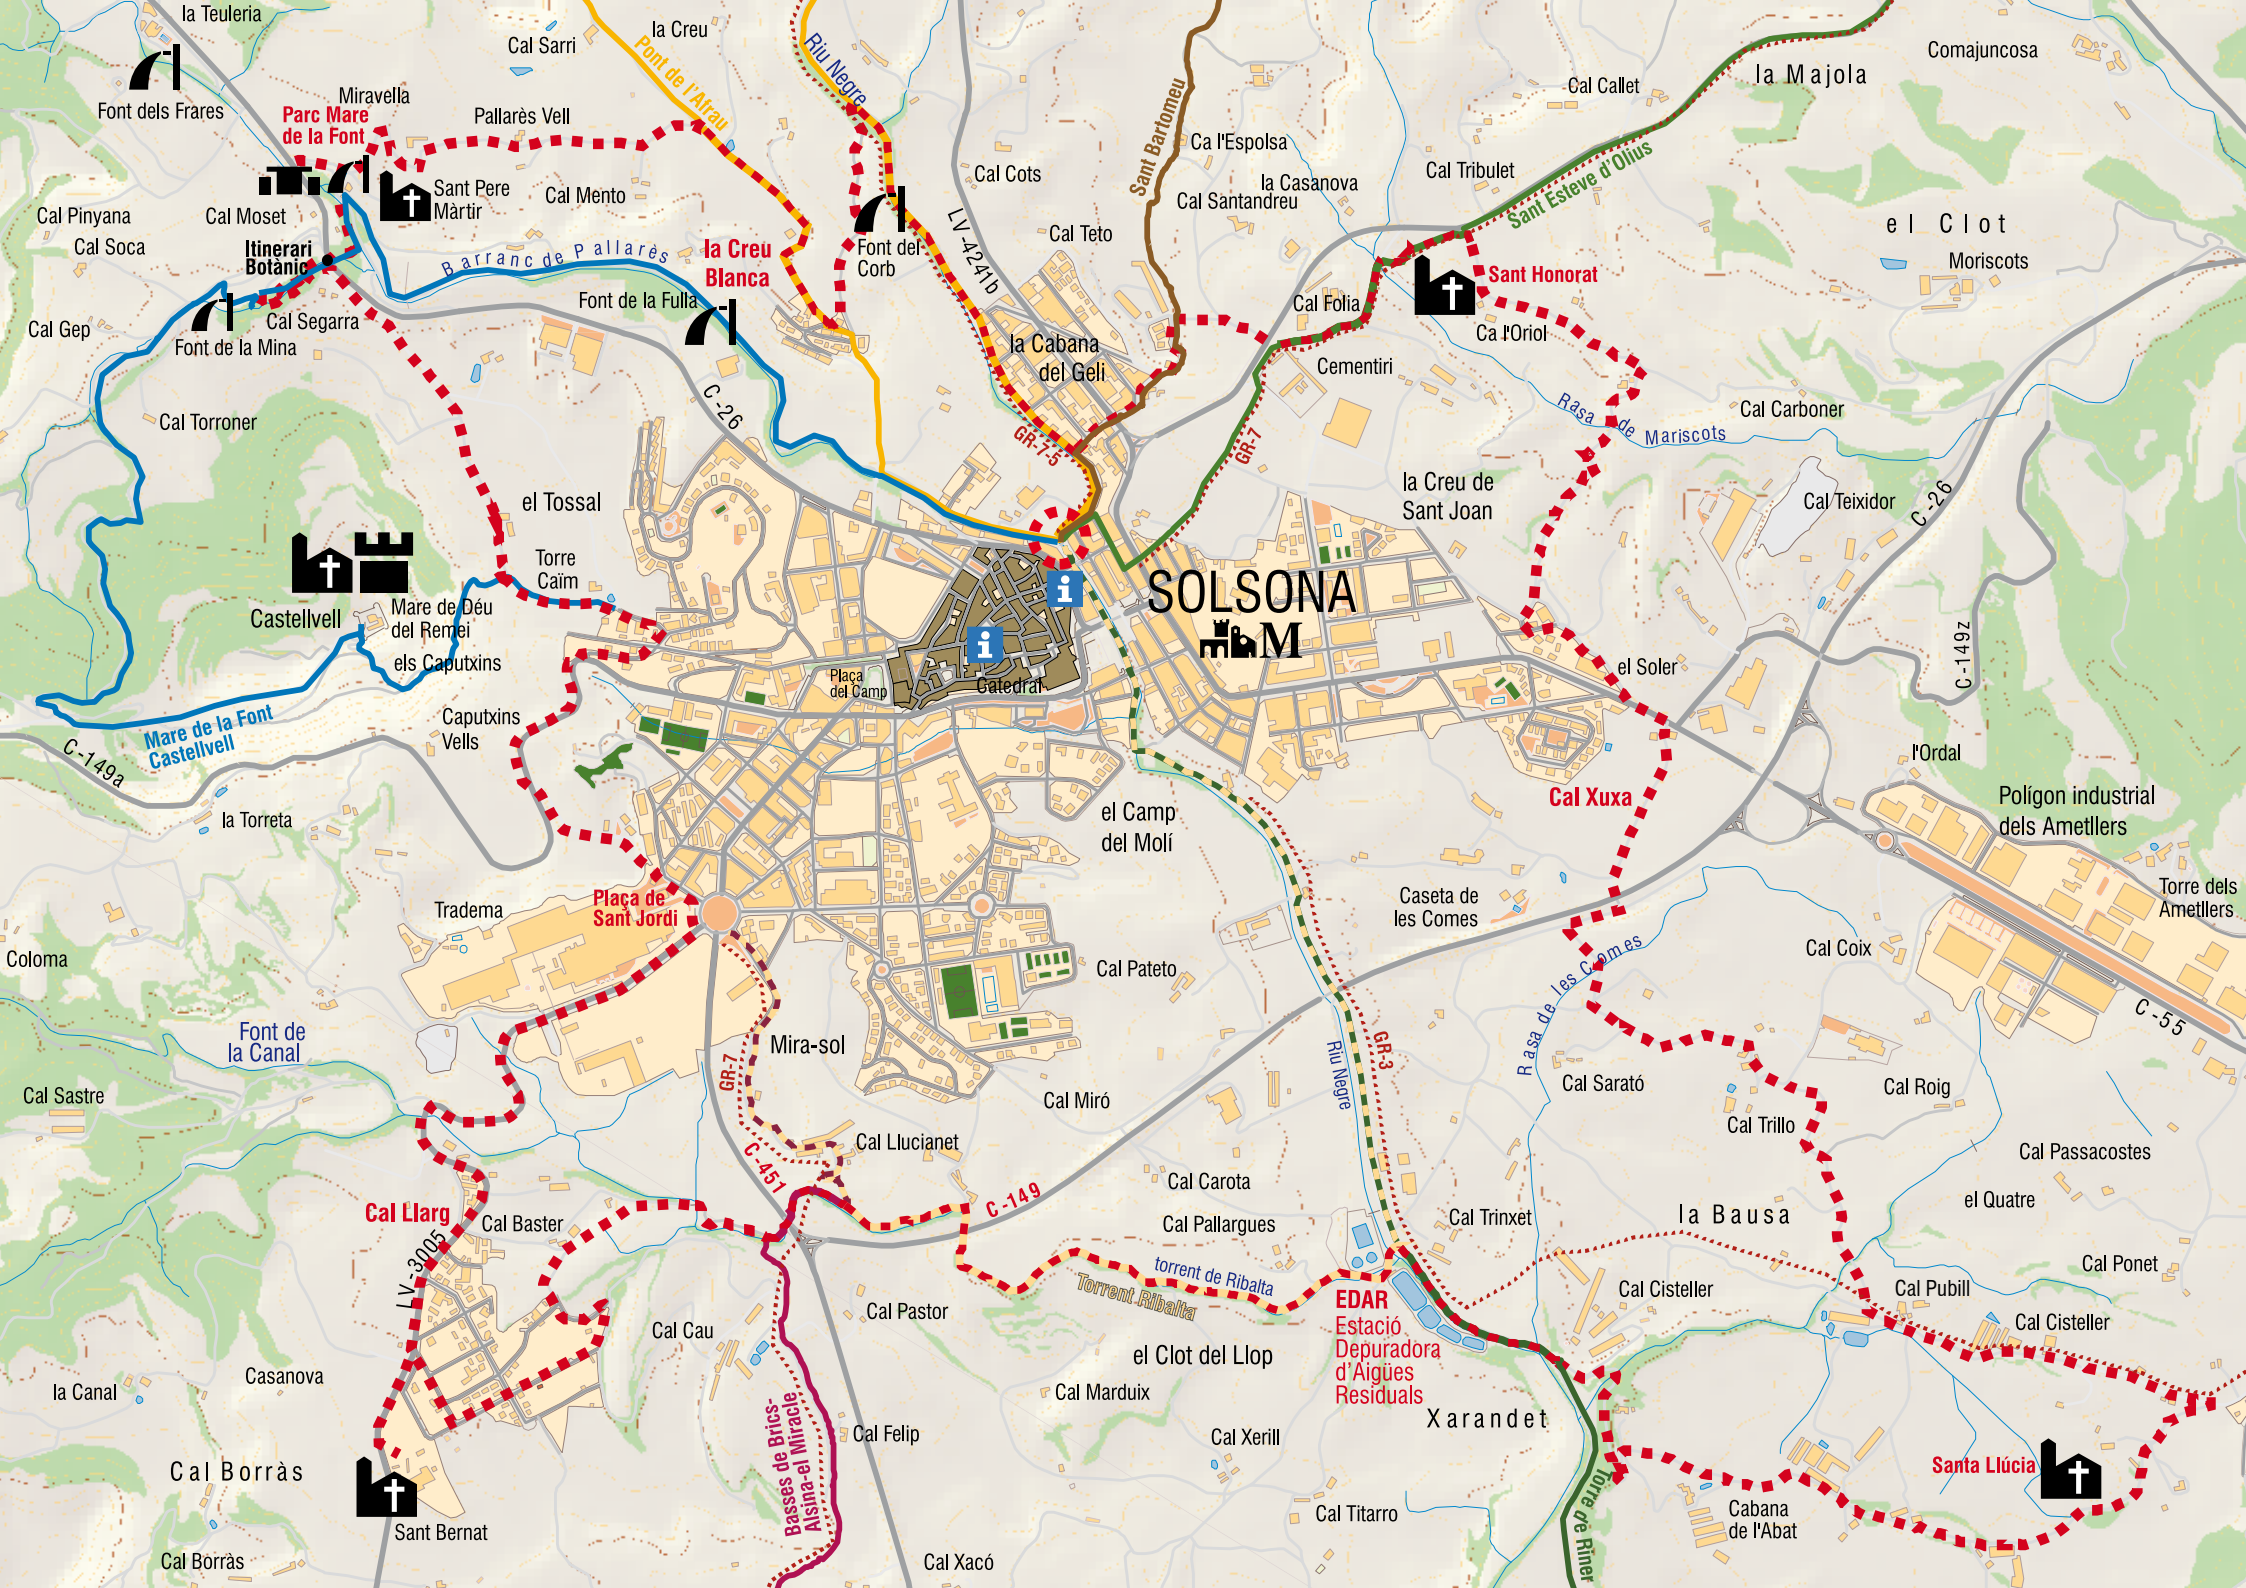 la Teuleria
Cal Sarri
la Creu
Pont de l'Afrau
Riu Negre
Comajuncosa
la Majola
Cal Callet
Font dels Frares
Miravella
Parc Mare
de la Font
Pallarès Vell
Sant Bartomeu
Ca l'Espolsa
Cal Tribulet
Sant Esteve d'Olius
Cal Cots
la Casanova
Cal Santandreu
Sant Pere
Màrtir
Cal Mento
Cal Pinyana
Cal Moset
Cal Soca
Itinerari
Botànic
Barranc de Pallarès
la Creu
Blanca
Font del
Corb
LV-4241b
Cal Teto
el Clot
Moriscots
Sant Honorat
Font de la Fulla
Cal Folia
Ca l'Oriol
Cal Gep
Cal Segarra
Font de la Mina
la Cabana
del Geli
Cementiri
C-26
Cal Torroner
Rasa de Mariscots
Cal Carboner
GR-7-5
GR-7
el Tossal
la Creu de
Sant Joan
Cal Teixidor
C-26
Torre
Caïm
SOLSONA
M
Castellvell
Mare de Déu
del Remei
els Caputxins
i
i
Plaça
del Camp
Catedral
el Soler
C-149z
Mare de la Font
Castellvell
Caputxins
Vells
C-149a
l'Ordal
la Torreta
Cal Xuxa
el Camp
del Molí
Polígon industrial
dels Ametllers
Plaça de
Sant Jordi
Tradema
Caseta de
les Comes
Torre dels
Ametllers
Coloma
Cal Pateto
Rasa de les Comes
Cal Coix
C-55
Font de
la Canal
Mira-sol
GR-7
Riu Negre
GR-3
Cal Sastre
Cal Miró
Cal Sarató
Cal Roig
Cal Trillo
Cal Llucianet
C-451
Cal Passacostes
Cal Llarg
Cal Baster
C-149
Cal Carota
Cal Pallargues
Cal Trinxet
la Bausa
el Quatre
LV-3005
torrent de Ribalta
Torrent Ribalta
Cal Ponet
EDAR
Estació
Depuradora
d'Aigües
Residuals
Cal Cisteller
Cal Pubill
Cal Cisteller
Cal Pastor
Cal Cau
el Clot del Llop
Casanova
la Canal
Cal Marduix
Basses de Brics-
Alsina-el Miracle
Xarandet
Cal Felip
Cal Xerill
Cal Borràs
Santa Llúcia
Torre de Riner
Cabana
de l'Abat
Cal Titarro
Sant Bernat
Cal Borràs
Cal Xacó